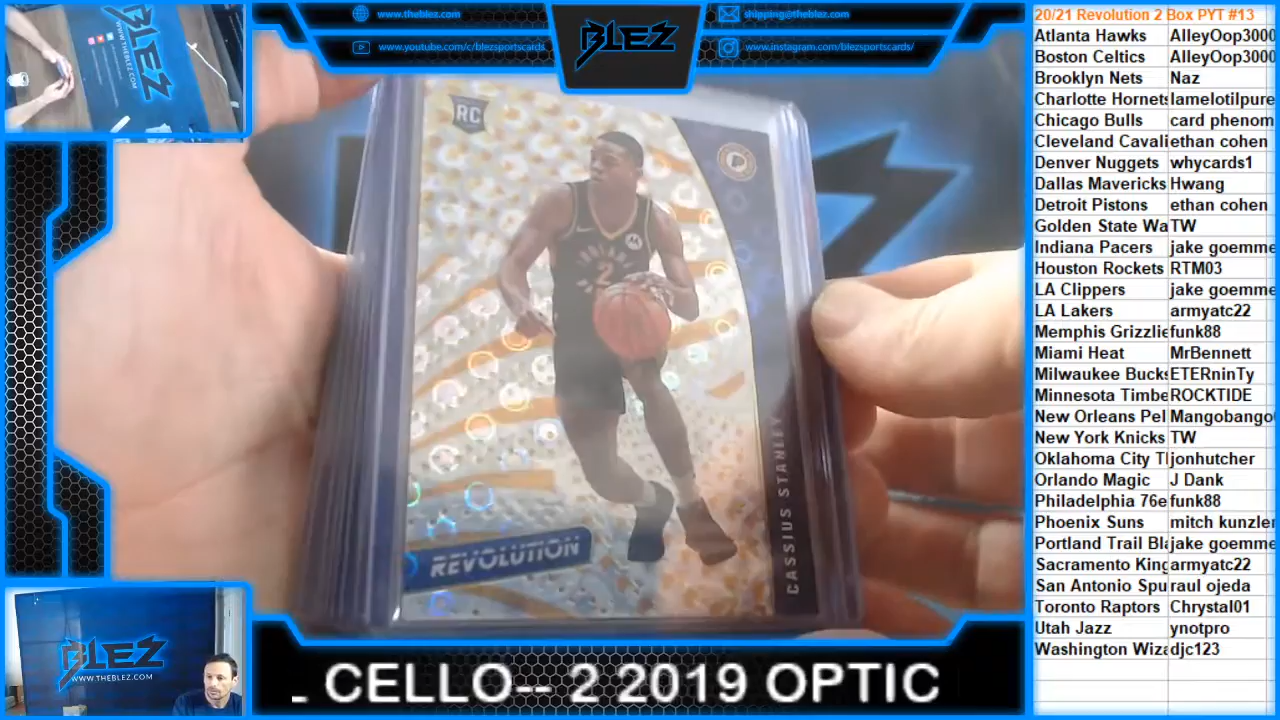 www.theblez.com
www.youtube.com/c/blezsportscards
BLEZ
shipping@theblez.com
www.instagram.com/blezsportscards/
BLEZ
WWW.THEBLEZ.COM
RC
INDIANA
2
REVOLUTION
CASSIUS STANLEY
BLEZ
WWW.THEBLEZ.COM
. CELLO-- 2 2019 OPTIC
20/21 Revolution 2 Box PYT #13
Atlanta Hawks AlleyOop3000
Boston Celtics AlleyOop3000
Brooklyn Nets Naz
Charlotte Hornets lamelotilpure
Chicago Bulls card phenom
Cleveland Cavali ethan cohen
Denver Nuggets whycards1
Dallas Mavericks Hwang
Detroit Pistons ethan cohen
Golden State Wa TW
Indiana Pacers jake goemme
Houston Rockets RTM03
LA Clippers jake goemme
LA Lakers armyatc22
Memphis Grizzlie funk88
Miami Heat MrBennett
Milwaukee Bucks ETERninTy
Minnesota Timbe ROCKTIDE
New Orleans Pel Mangobango
New York Knicks TW
Oklahoma City T jonhutcher
Orlando Magic J Dank
Philadelphia 76e funk88
Phoenix Suns mitch kunzler
Portland Trail Bla jake goemme
Sacramento King armyatc22
San Antonio Spu raul ojeda
Toronto Raptors Chrystal01
Utah Jazz ynotpro
Washington Wiza djc123